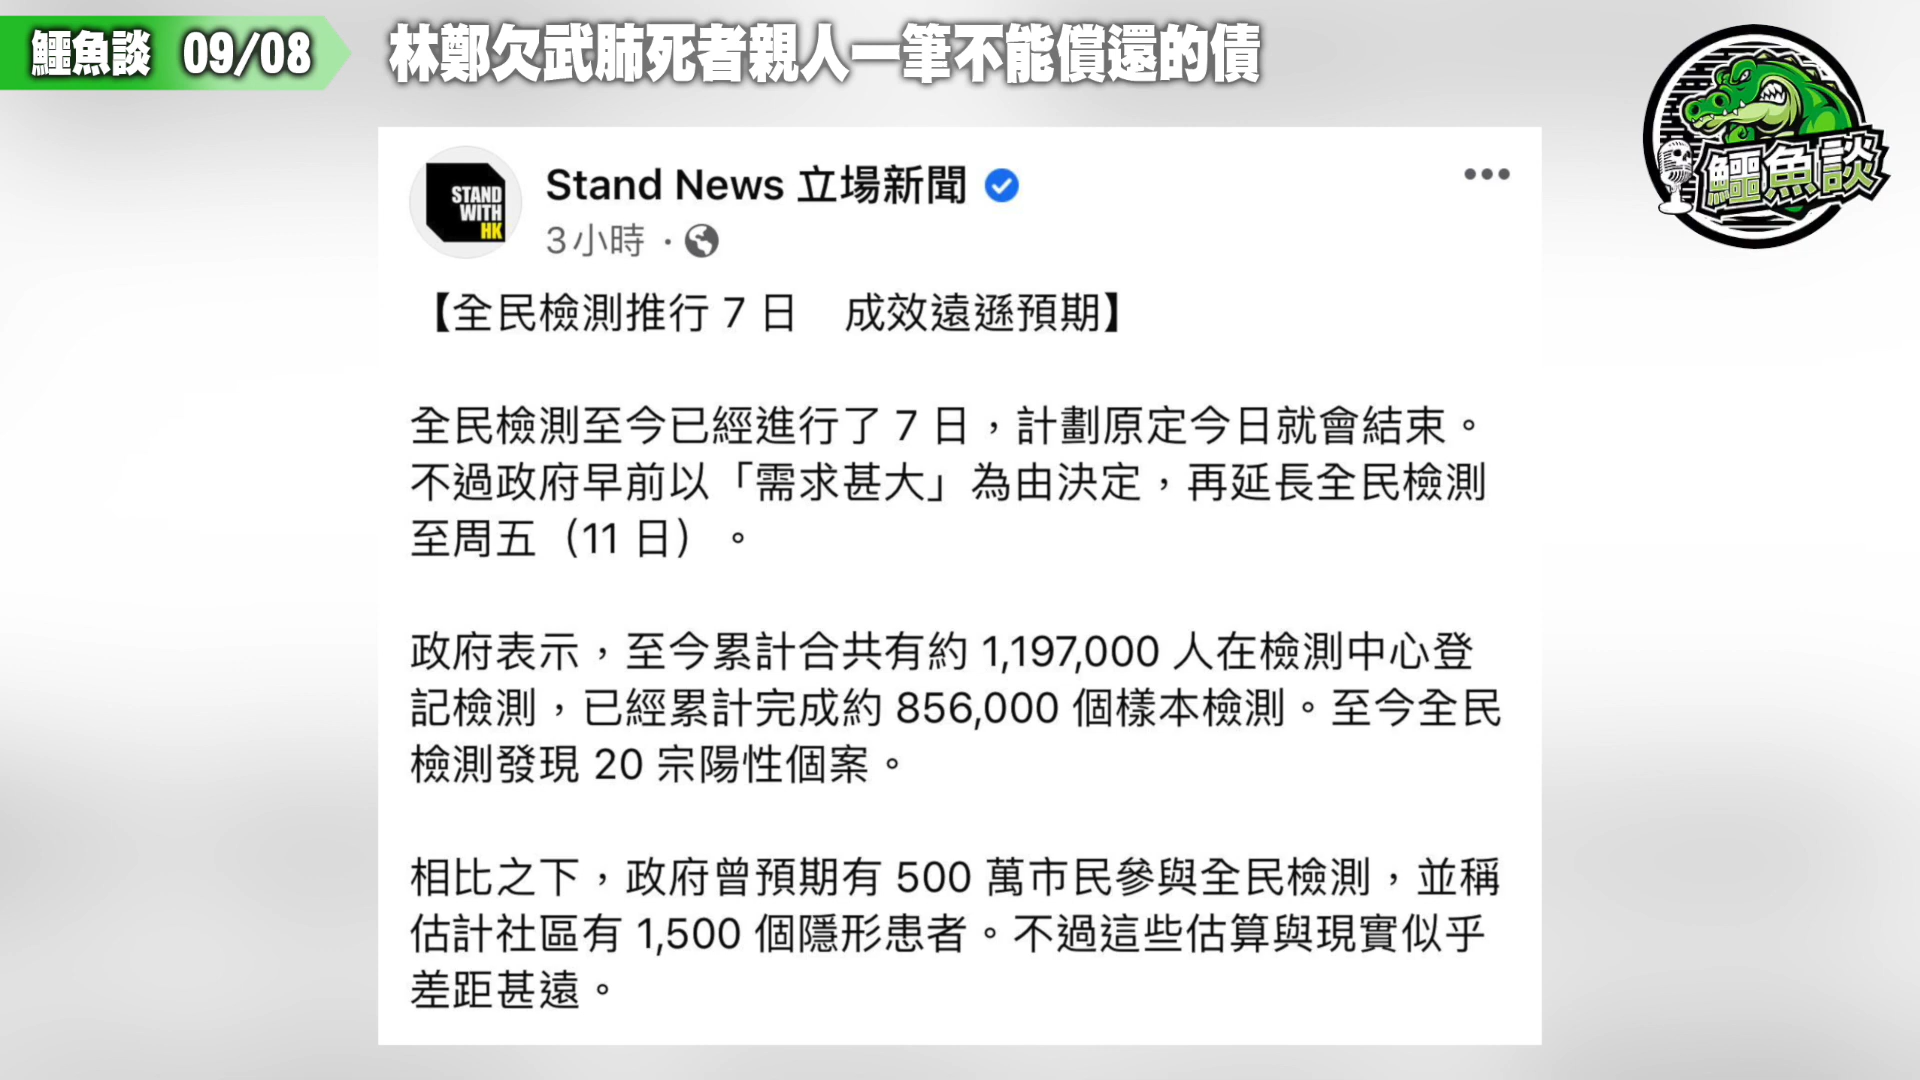 鱷魚談 09/08
林鄭欠武肺死者親人一筆不能償還的債
鱷魚談
STAND
WITH
HK
Stand News 立場新聞
3 小時 ·
【全民檢測推行 7 日　成效遠遜預期】
全民檢測至今已經進行了 7 日，計劃原定今日就會結束。
不過政府早前以「需求甚大」為由決定，再延長全民檢測
至周五（11 日）。
政府表示，至今累計合共有約 1,197,000 人在檢測中心登
記檢測，已經累計完成約 856,000 個樣本檢測。至今全民
檢測發現 20 宗陽性個案。
相比之下，政府曾預期有 500 萬市民參與全民檢測，並稱
估計社區有 1,500 個隱形患者。不過這些估算與現實似乎
差距甚遠。